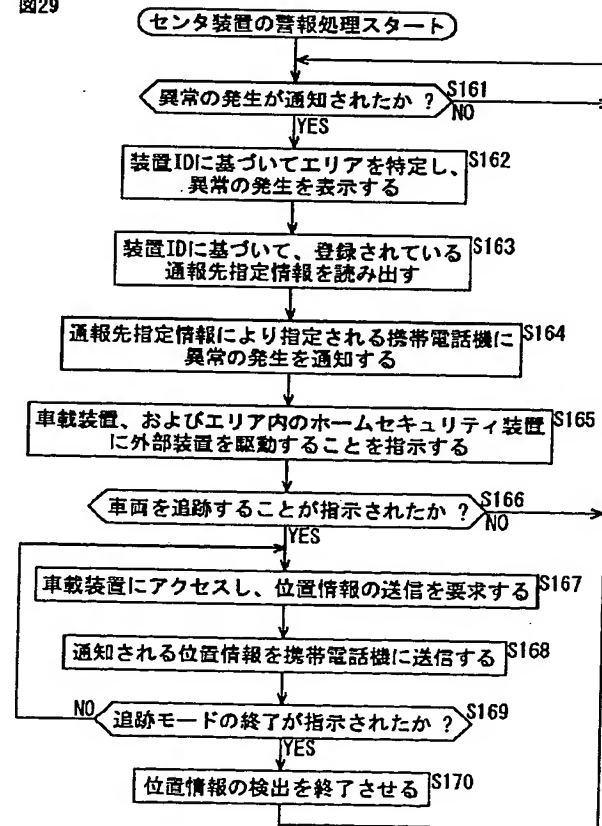 図29
センタ装置の警報処理スタート
異常の発生が通知されたか ?
S161
NO
YES
装置IDに基づいてエリアを特定し、
異常の発生を表示する
S162
装置IDに基づいて、登録されている
通報先指定情報を読み出す
S163
通報先指定情報により指定される携帯電話機に
異常の発生を通知する
S164
車載装置、およびエリア内のホームセキュリティ装置
に外部装置を駆動することを指示する
S165
車両を追跡することが指示されたか ?
S166
NO
YES
車載装置にアクセスし、位置情報の送信を要求する
S167
通知される位置情報を携帯電話機に送信する
S168
NO
追跡モードの終了が指示されたか ?
S169
YES
位置情報の検出を終了させる
S170